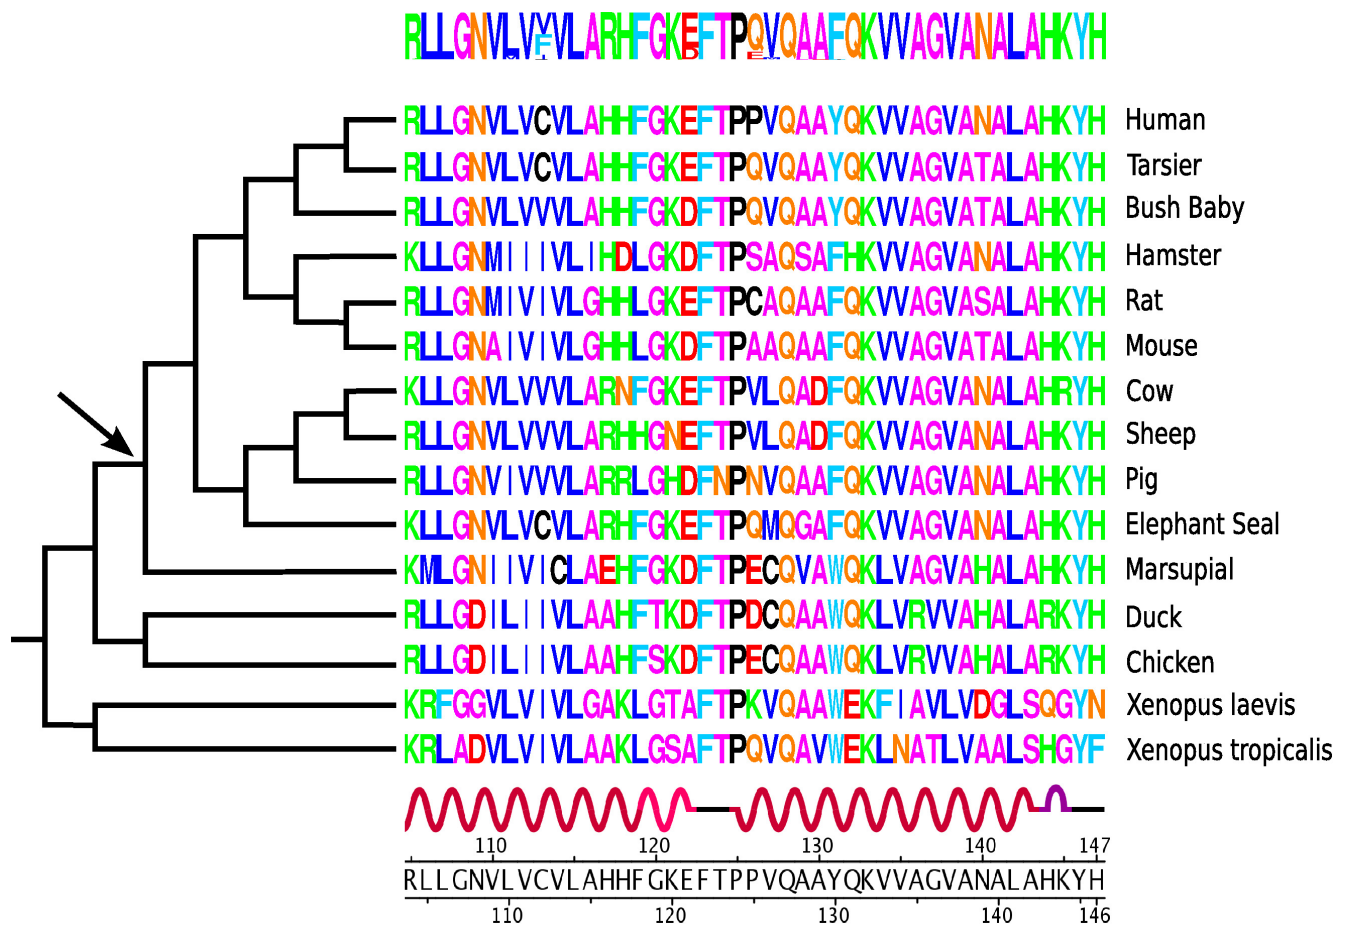 RLLGNVLVYVLARHFGKEFTPQVQAAFQKVVAGVANALAHKYH
RLLGNVLVCVLAHHFGKEFTPPVQAAYQKVVAGVANALAHKYH Human
RLLGNVLVCVLAHHFGKEFTPQVQAAYQKVVAGVATALAHKYH Tarsier
RLLGNVLVVVLAHHFGKDFTPQVQAAYQKVVAGVATALAHKYH Bush Baby
KLLGNMIIIVLIHDLGKDFTPSAQSAFHKVVAGVANALAHKYH Hamster
RLLGNMIVIVLGHHLGKEFTPCAQAAFQKVVAGVASALAHKYH Rat
RLLGNAIVIVLGHHLGKDFTPAAQAAFQKVVAGVATALAHKYH Mouse
KLLGNVLVVVLARNFGKEFTPVLQADFQKVVAGVANALAHRYH Cow
RLLGNVLVVVLARHHGNEFTPVLQADFQKVVAGVANALAHKYH Sheep
RLLGNVIVVVLARRLGHDFNPNVQAAFQKVVAGVANALAHKYH Pig
KLLGNVLVCVLARHFGKEFTPQMQGAFQKVVAGVANALAHKYH Elephant Seal
KMLGNIIVICLAEHFGKDFTPECQVAWQKLVAGVAHALAHKYH Marsupial
RLLGDILIIVLAAHFTKDFTPDCQAAWQKLVRVVAHALARKYH Duck
RLLGDILIIVLAAHFSKDFTPECQAAWQKLVRVVAHALARKYH Chicken
KRFGGVLVIVLGAKLGTAFTPKVQAAWEKFIAVLVDGLSQGYN Xenopus laevis
KRLADVLVIVLAAKLGSAFTPQVQAVWEKLNATLVAALSHGYF Xenopus tropicalis
110 120 130 140 147
RLLGNVLVCVLAHHFGKEFTPPVQAAYQKVVAGVANALAHKYH
110 120 130 140 146